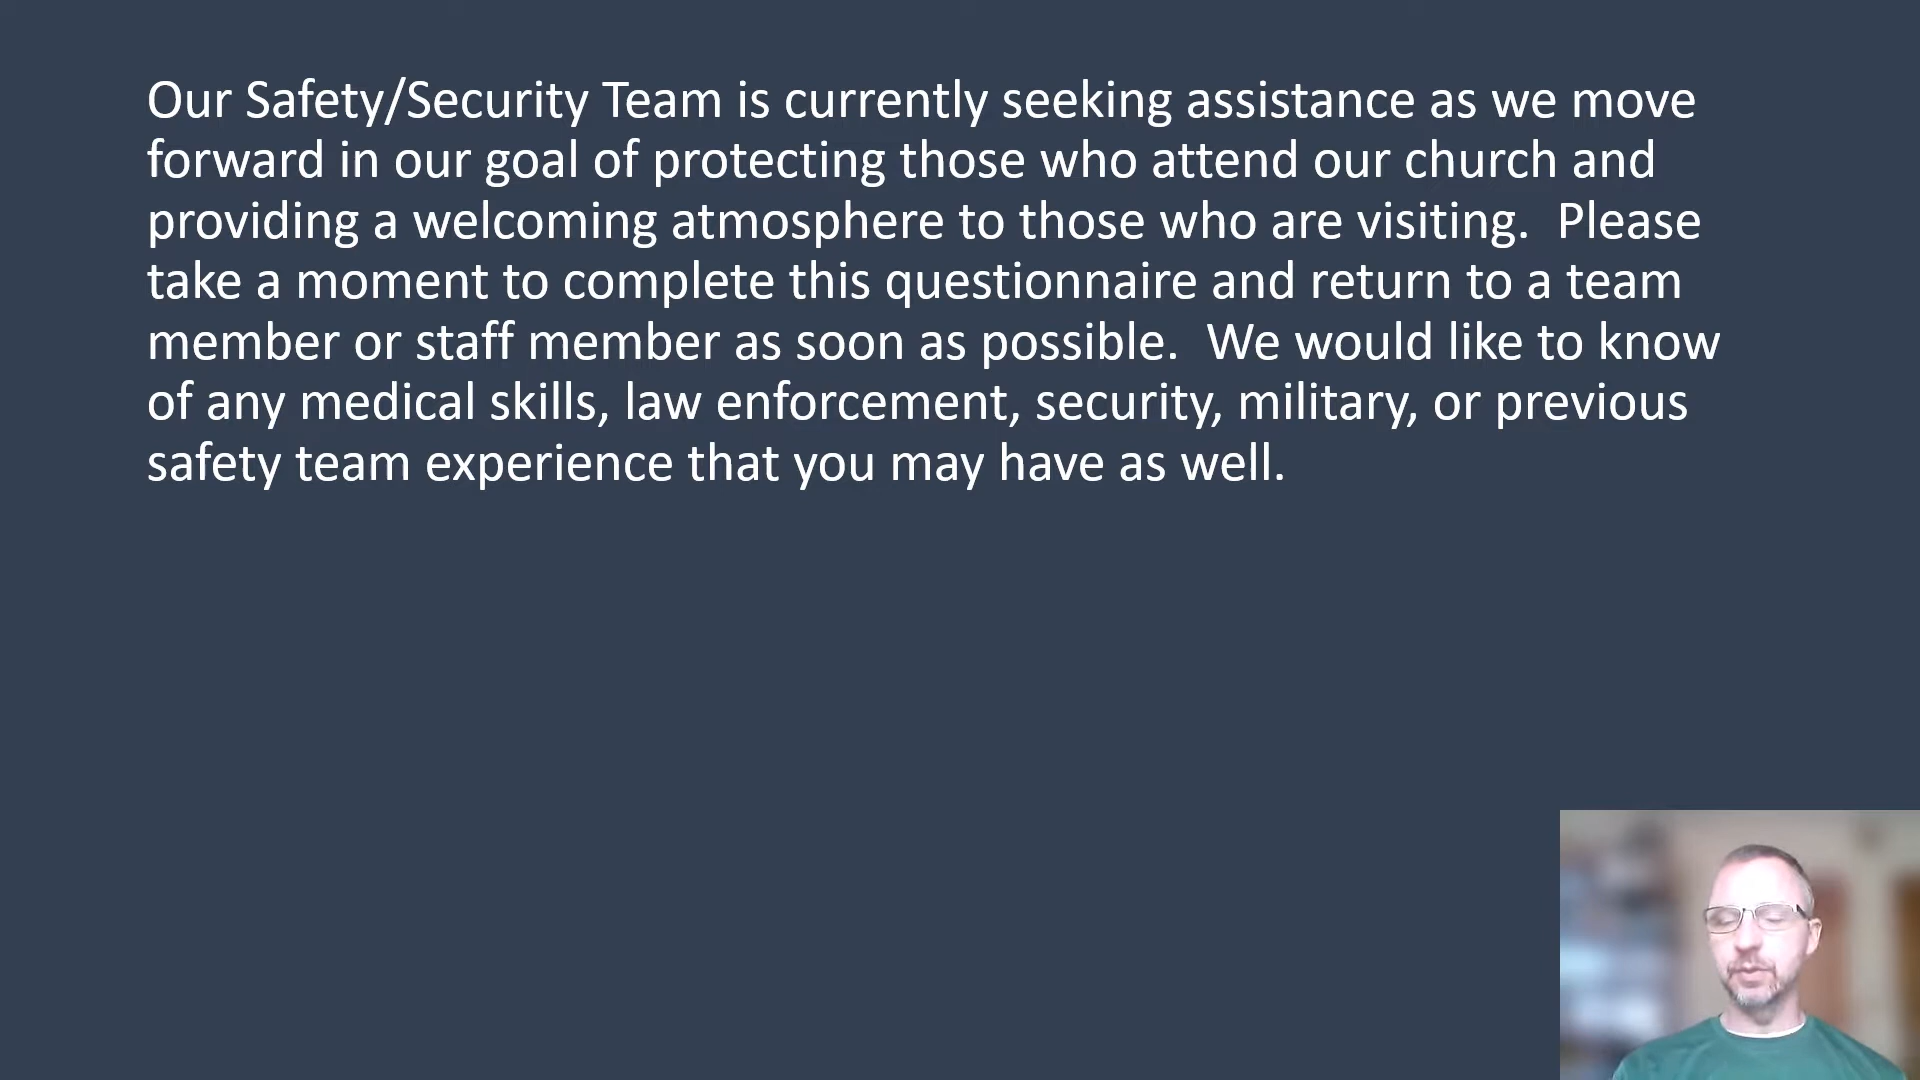 Our Safety/Security Team is currently seeking assistance as we move
forward in our goal of protecting those who attend our church and
providing a welcoming atmosphere to those who are visiting.  Please
take a moment to complete this questionnaire and return to a team
member or staff member as soon as possible.  We would like to know
of any medical skills, law enforcement, security, military, or previous
safety team experience that you may have as well.